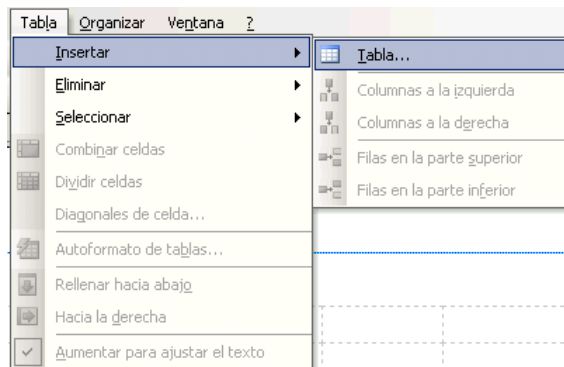 Tabla Organizar Ventana ?
Insertar
Eliminar
Seleccionar
Combinar celdas
Dividir celdas
Diagonales de celda...
Autoformato de tablas...
Rellenar hacia abajo
Hacia la derecha
Aumentar para ajustar el texto
Tabla...
Columnas a la izquierda
Columnas a la derecha
Filas en la parte superior
Filas en la parte inferior